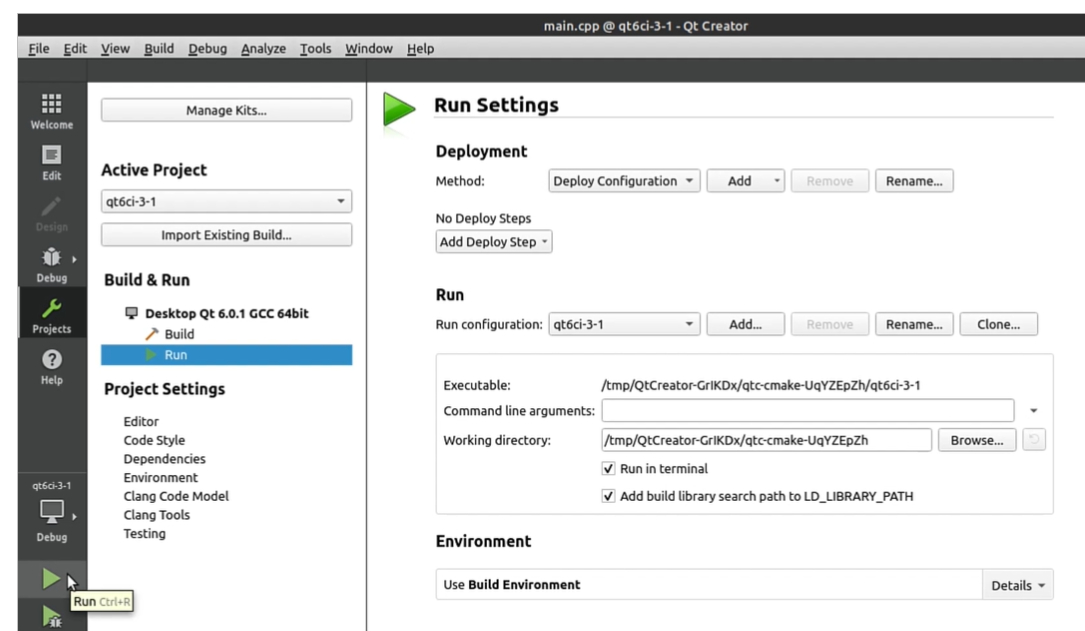 main.cpp @ qt6ci-3-1 - Qt Creator
File Edit View Build Debug Analyze Tools Window Help
Welcome
Edit
Design
Debug
Projects
Help
qt6ci-3-1
Debug
Run Ctrl+R
Manage Kits...
Active Project
qt6ci-3-1
Import Existing Build...
Build & Run
Desktop Qt 6.0.1 GCC 64bit
Build
Run
Project Settings
Editor
Code Style
Dependencies
Environment
Clang Code Model
Clang Tools
Testing
Run Settings
Deployment
Method: Deploy Configuration Add Remove Rename...
No Deploy Steps
Add Deploy Step
Run
Run configuration: qt6ci-3-1 Add... Remove Rename... Clone...
Executable: /tmp/QtCreator-GrIKDx/qtc-cmake-UqYZEpZh/qt6ci-3-1
Command line arguments:
Working directory: /tmp/QtCreator-GrIKDx/qtc-cmake-UqYZEpZh Browse...
Run in terminal
Add build library search path to LD_LIBRARY_PATH
Environment
Use Build Environment Details